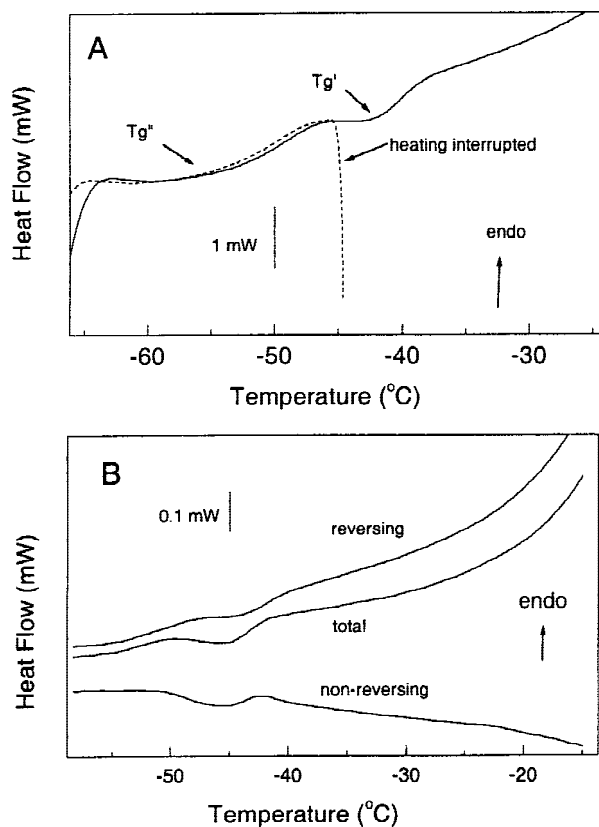 A
Tg'
Tg"
heating interrupted
1 mW
endo
Heat Flow (mW)
-60
-50
-40
-30
Temperature (°C)
B
0.1 mW
reversing
total
endo
non-reversing
Heat Flow (mW)
-50
-40
-30
-20
Temperature (°C)